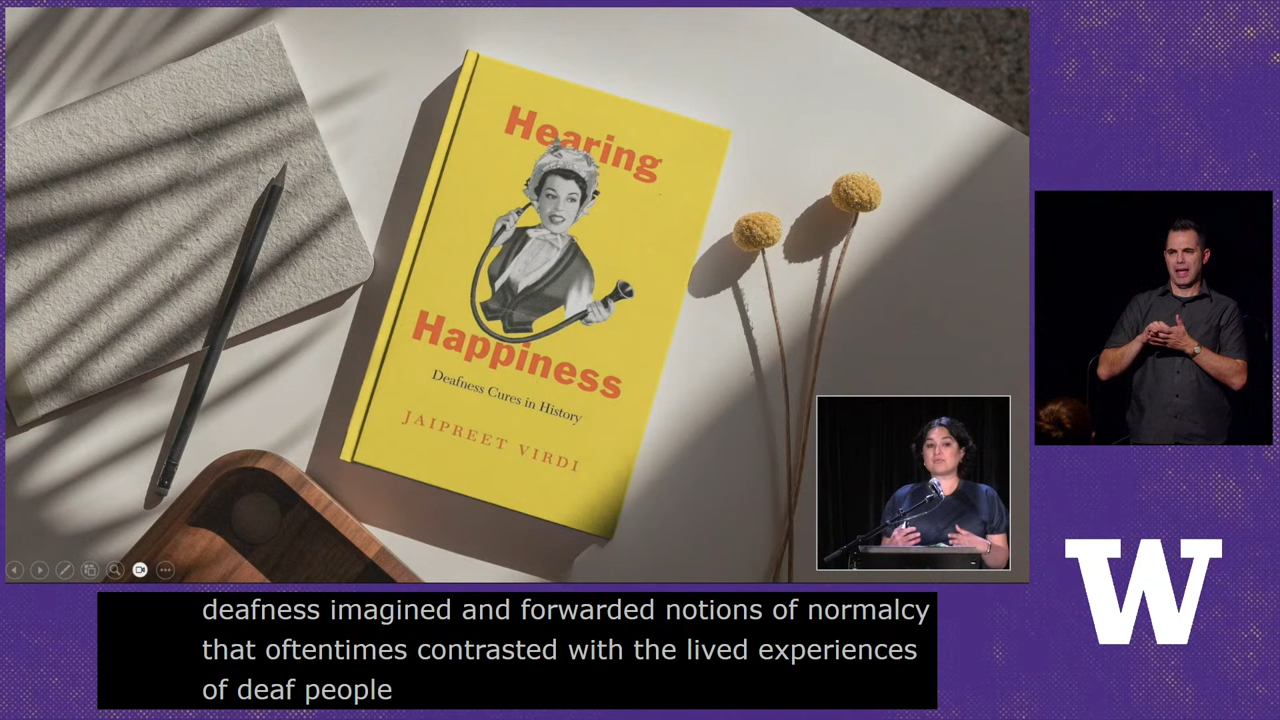 Hearing
Happiness
Deafness Cures in History
JAIPREET VIRDI
W
deafness imagined and forwarded notions of normalcy
that oftentimes contrasted with the lived experiences
of deaf people